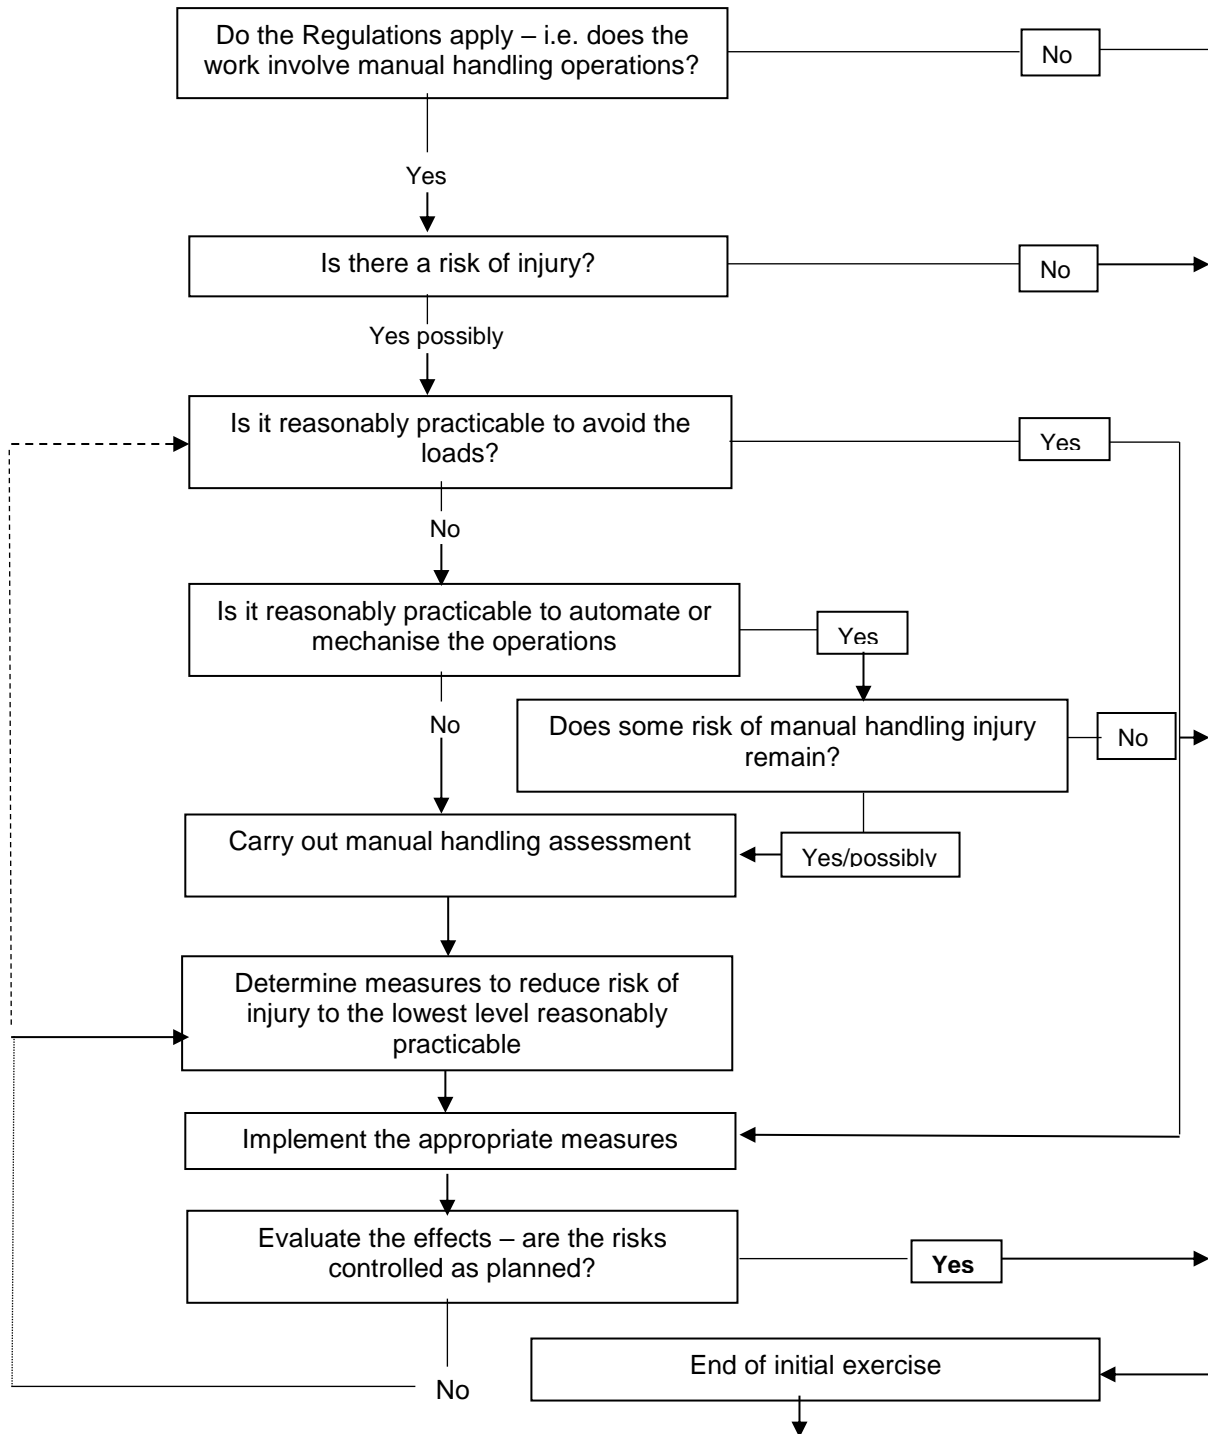 Do the Regulations apply – i.e. does the
work involve manual handling operations?
No
Yes
Is there a risk of injury?
No
Yes possibly
Is it reasonably practicable to avoid the
loads?
Yes
No
Is it reasonably practicable to automate or
mechanise the operations
Yes
No
Does some risk of manual handling injury
remain?
No
Carry out manual handling assessment
Yes/possibly
Determine measures to reduce risk of
injury to the lowest level reasonably
practicable
Implement the appropriate measures
Evaluate the effects – are the risks
controlled as planned?
Yes
End of initial exercise
No